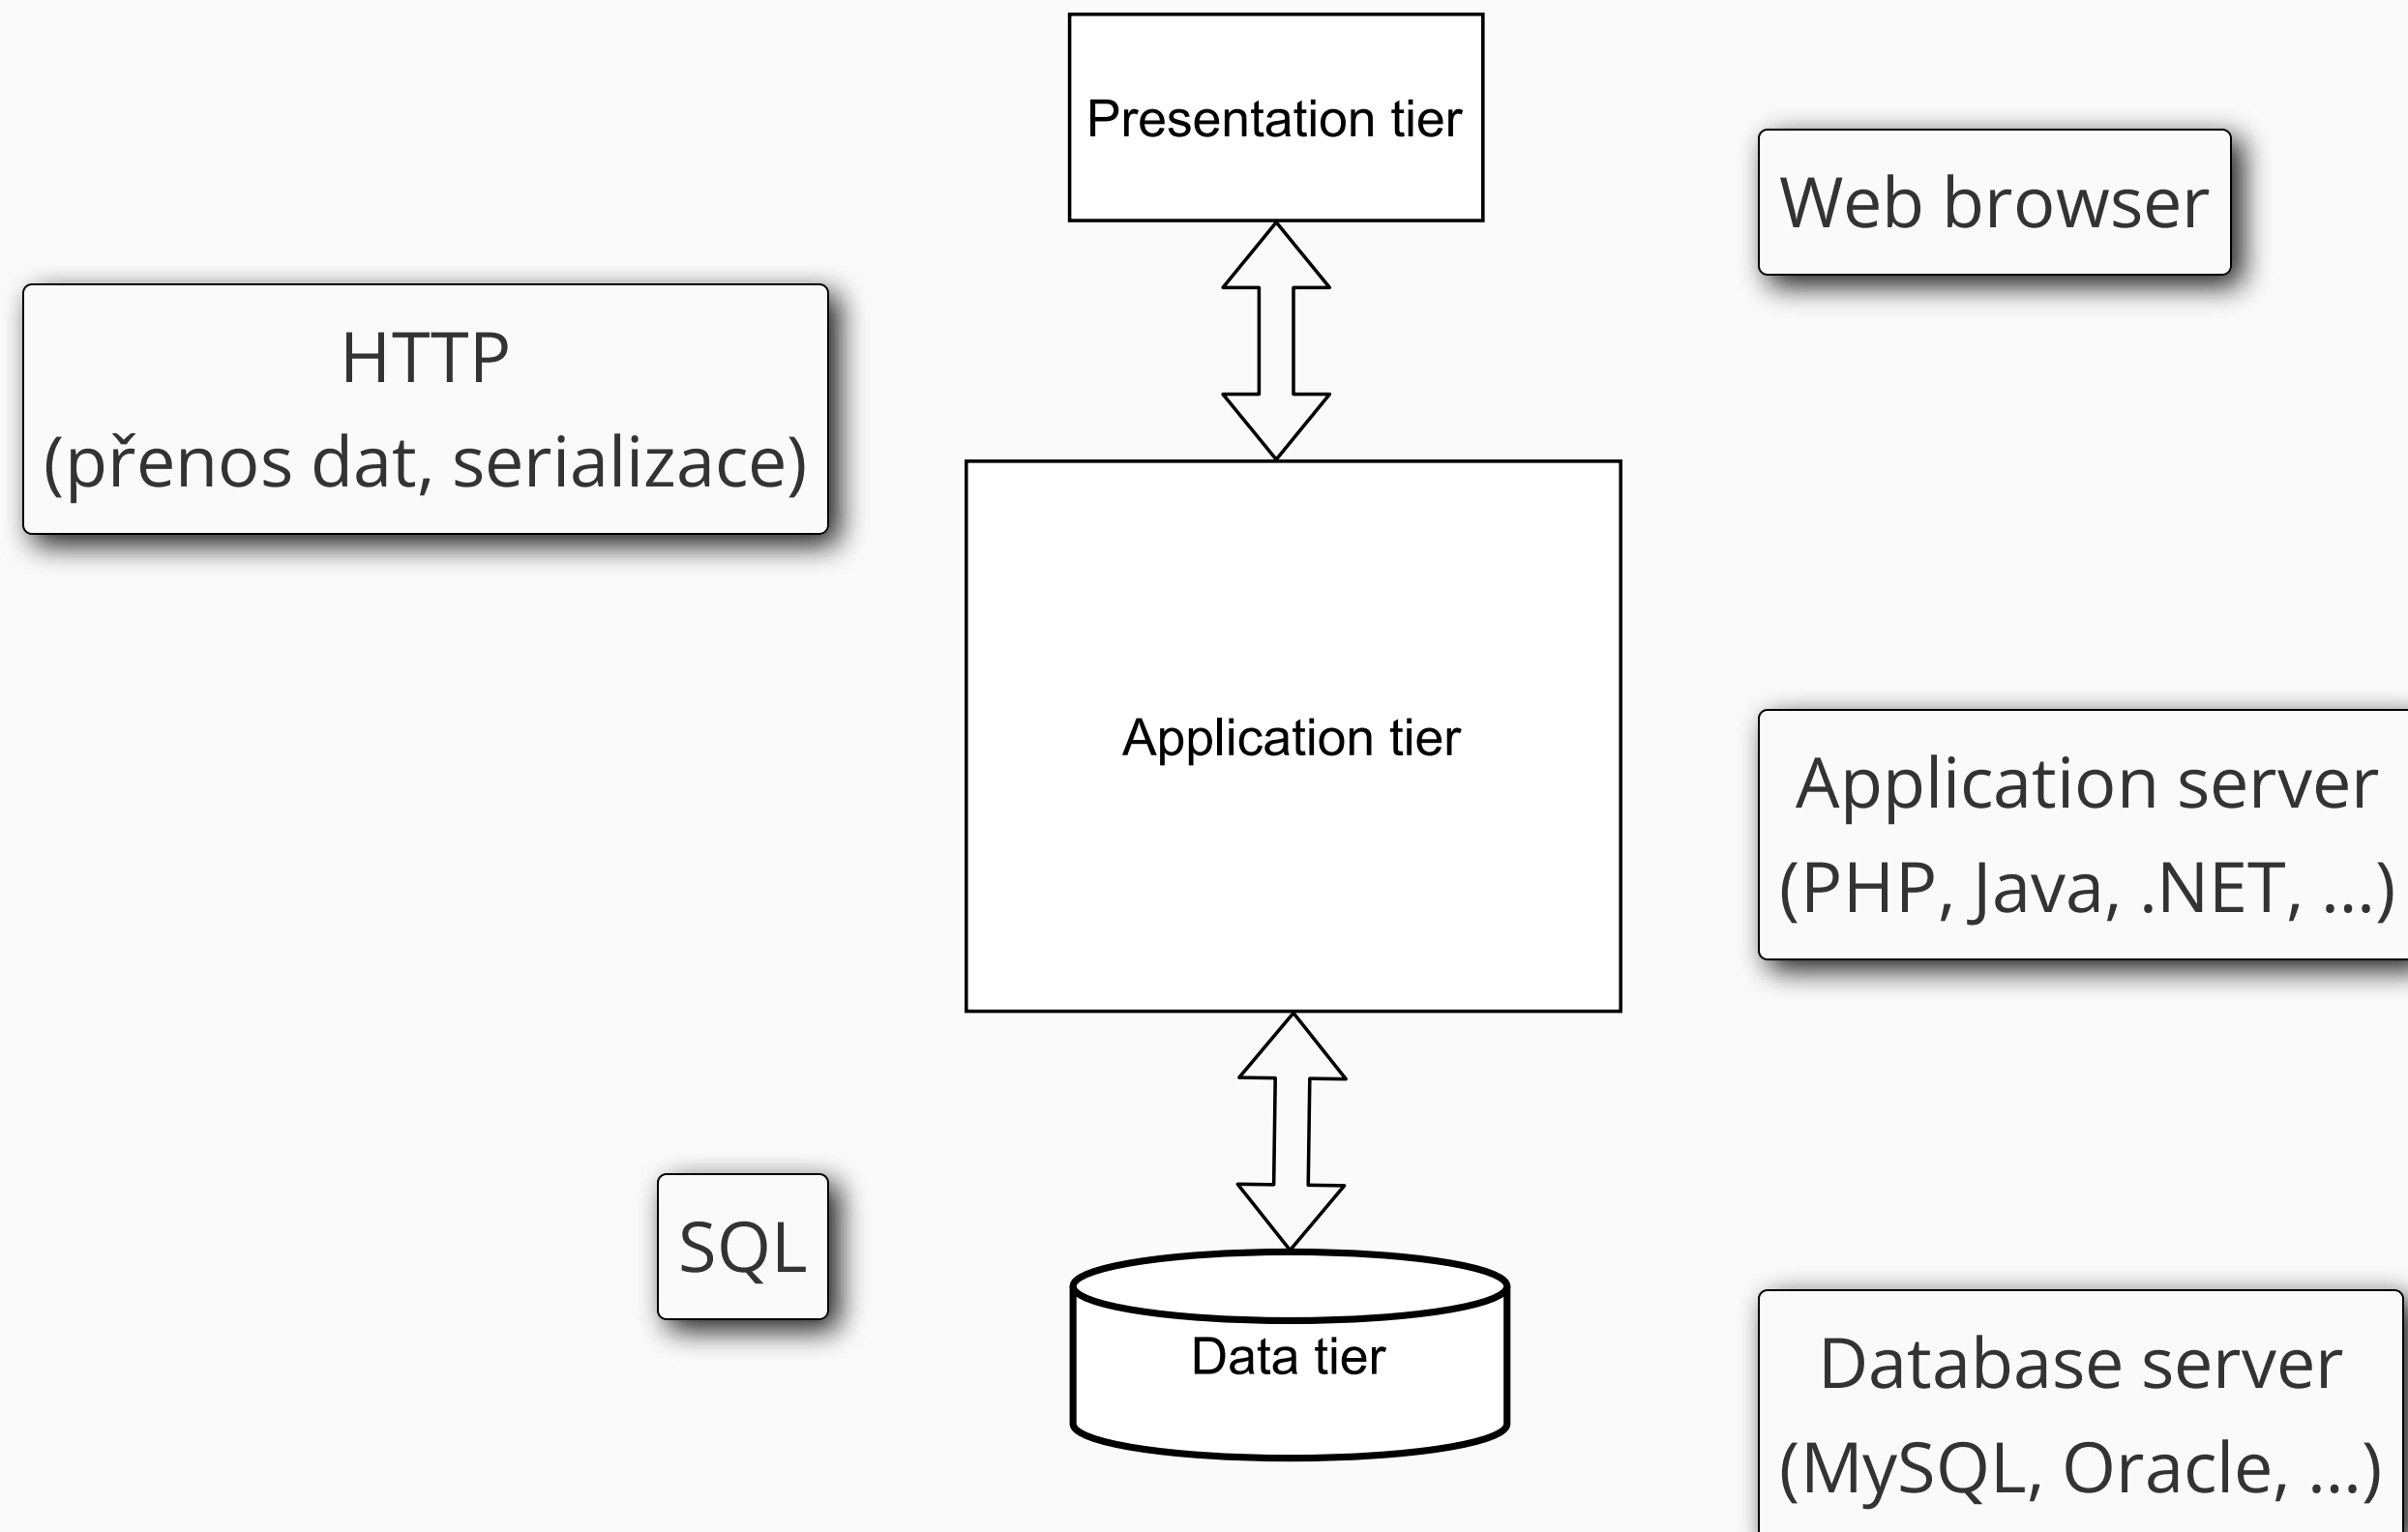 Presentation tier
Web browser
HTTP
(přenos dat, serializace)
Application tier
Application server
(PHP, Java, .NET, ...)
SQL
Data tier
Database server
(MySQL, Oracle, ...)